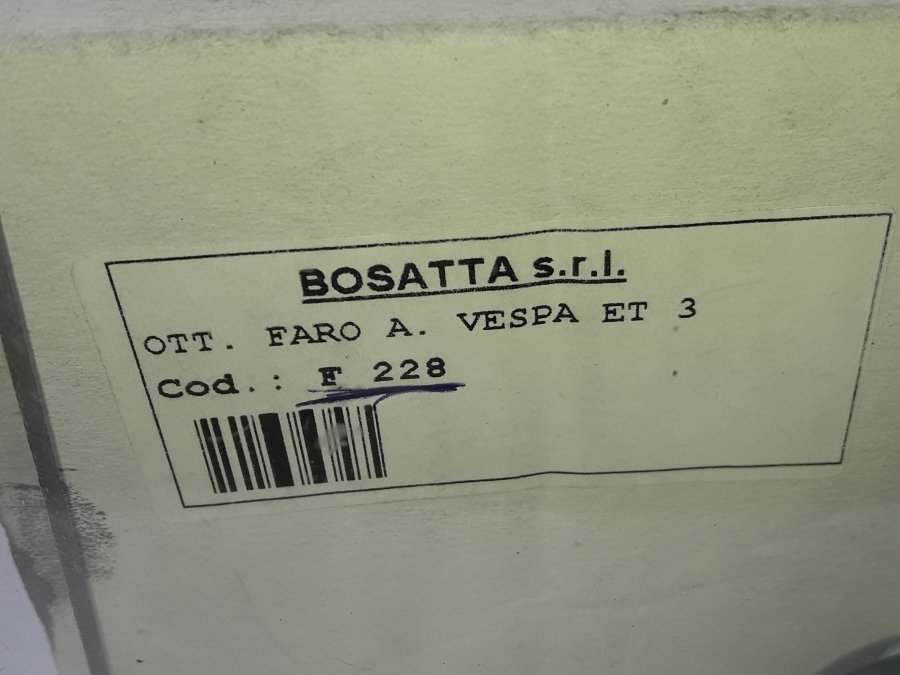 BOSATTA s.r.l.
OTT. FARO A. VESPA ET 3
Cod.: F 228